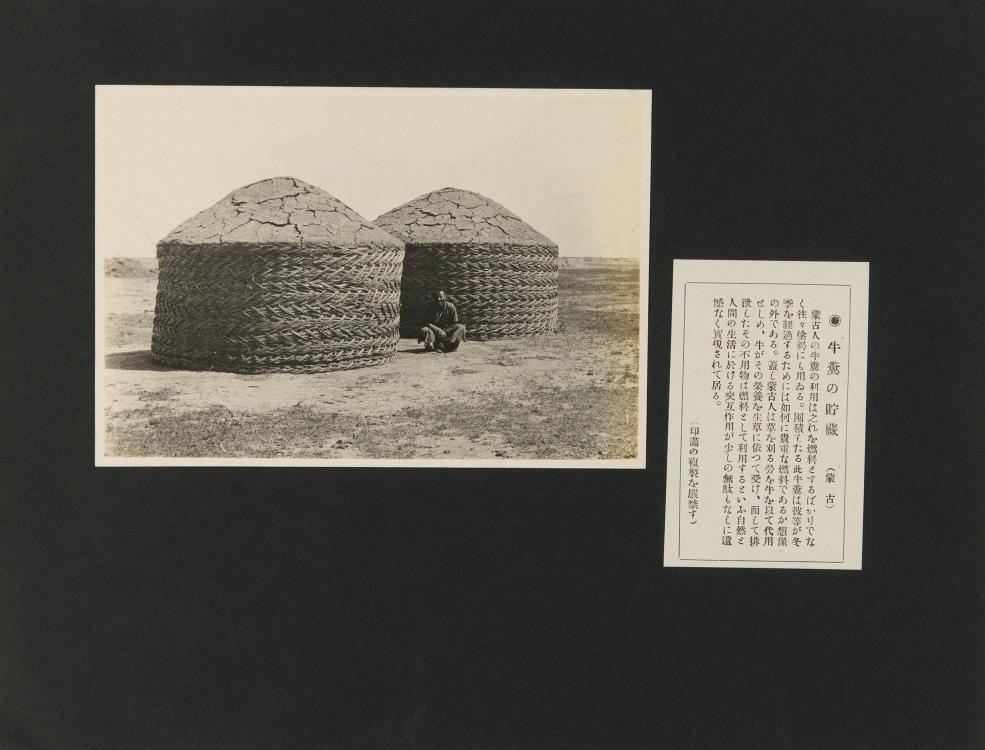 ◉牛糞の貯藏 (蒙古)
蒙古人の牛糞の利用は之れを燃料とするばかりでな
く往々塗料にも用ゐる。囤積したる此牛糞は彼等が冬
季を經過するためには如何に貴重な燃料であるか想像
の外である。蓋し蒙古人は草を刈る勞を牛を以て代用
せしめ、牛がその榮養を生草に依つて受け、而して排
泄したその不用物は燃料として利用するといふ自然と
人間の生活に於ける交互作用が少しの無駄もなしに遺
憾なく實現されて居る。
(印畵の複製を嚴禁す)